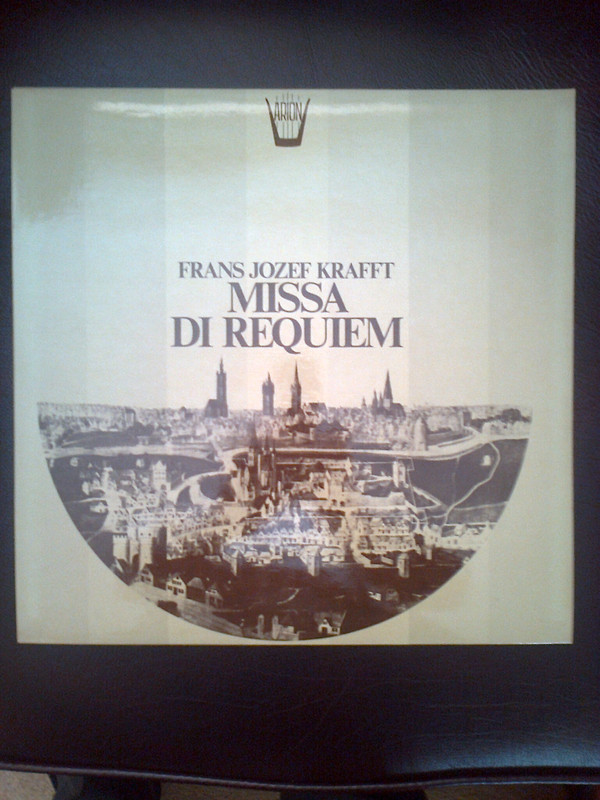 ARION
FRANS JOZEF KRAFFT
MISSA
DI REQUIEM